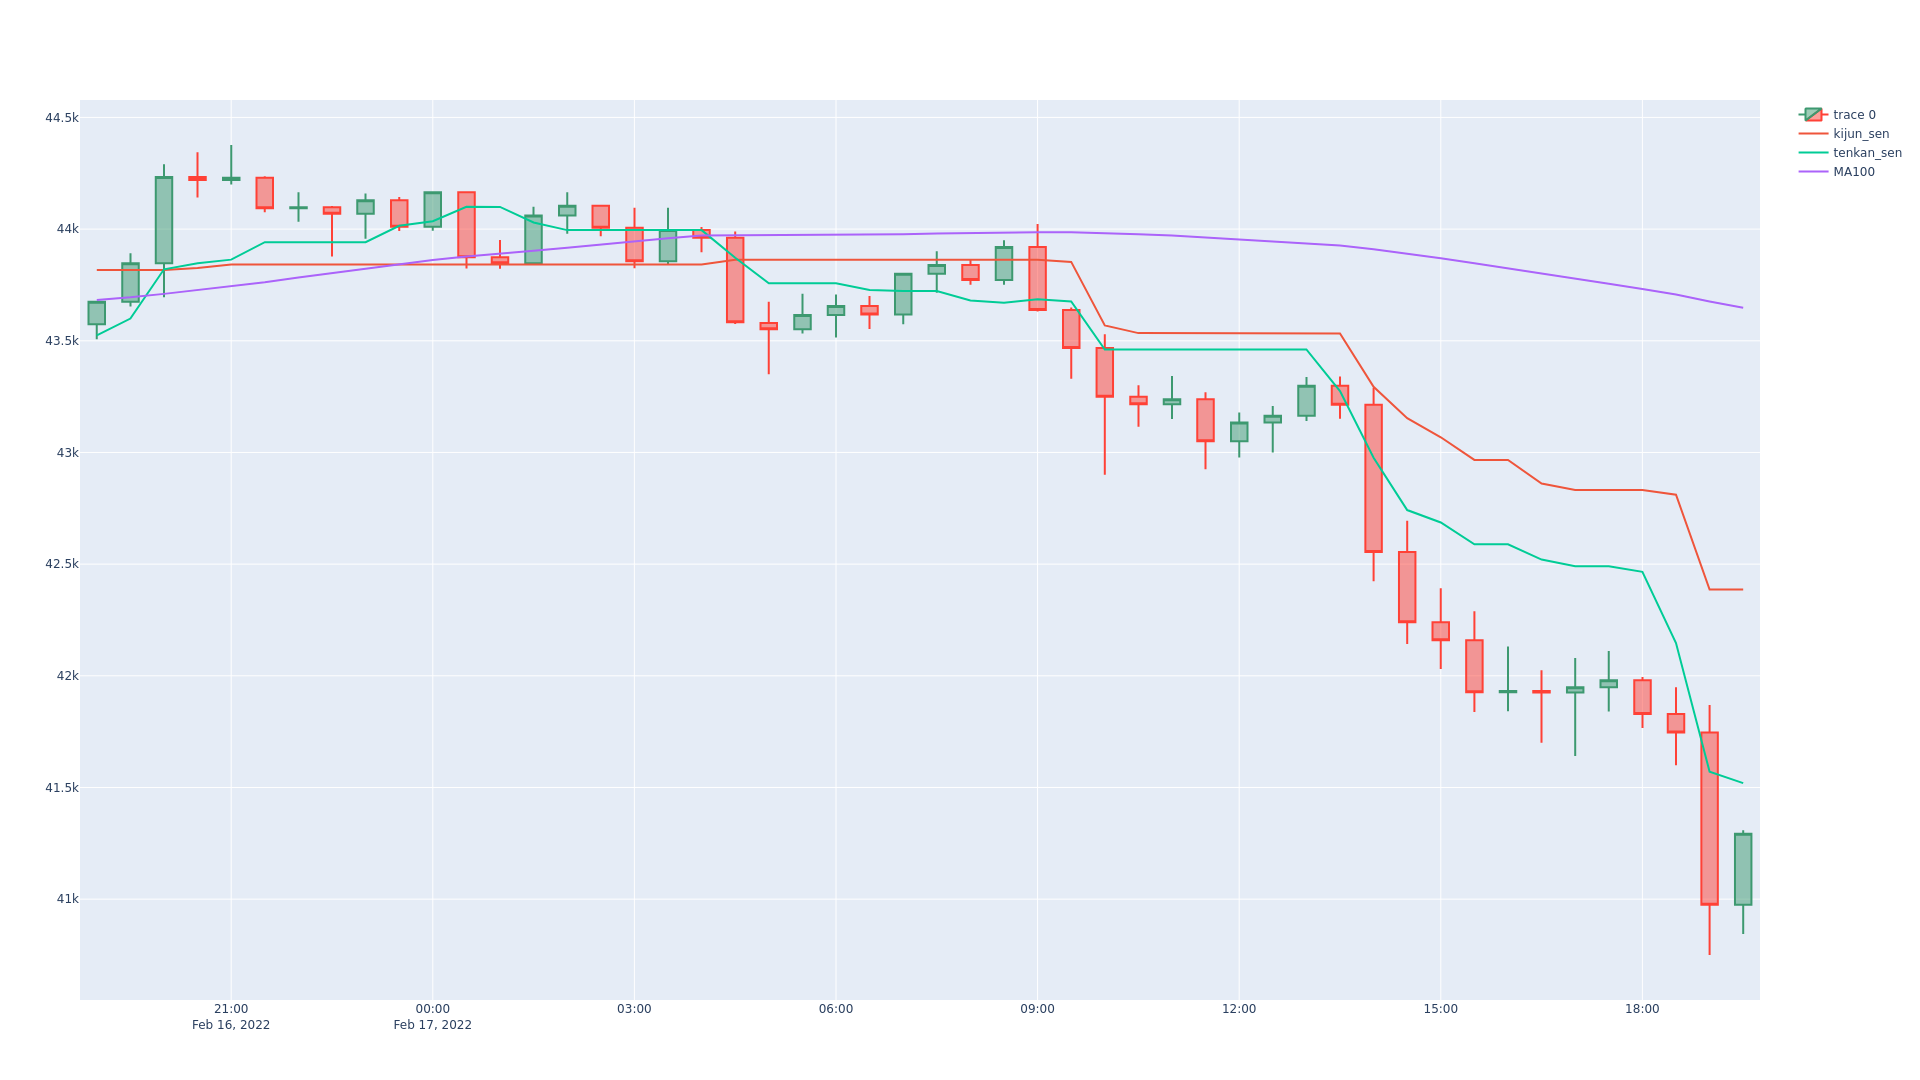 44.5k
44k
43.5k
43k
42.5k
42k
41.5k
41k
21:00
Feb 16, 2022
00:00
Feb 17, 2022
03:00
06:00
09:00
12:00
15:00
18:00
trace 0
kijun_sen
tenkan_sen
MA100